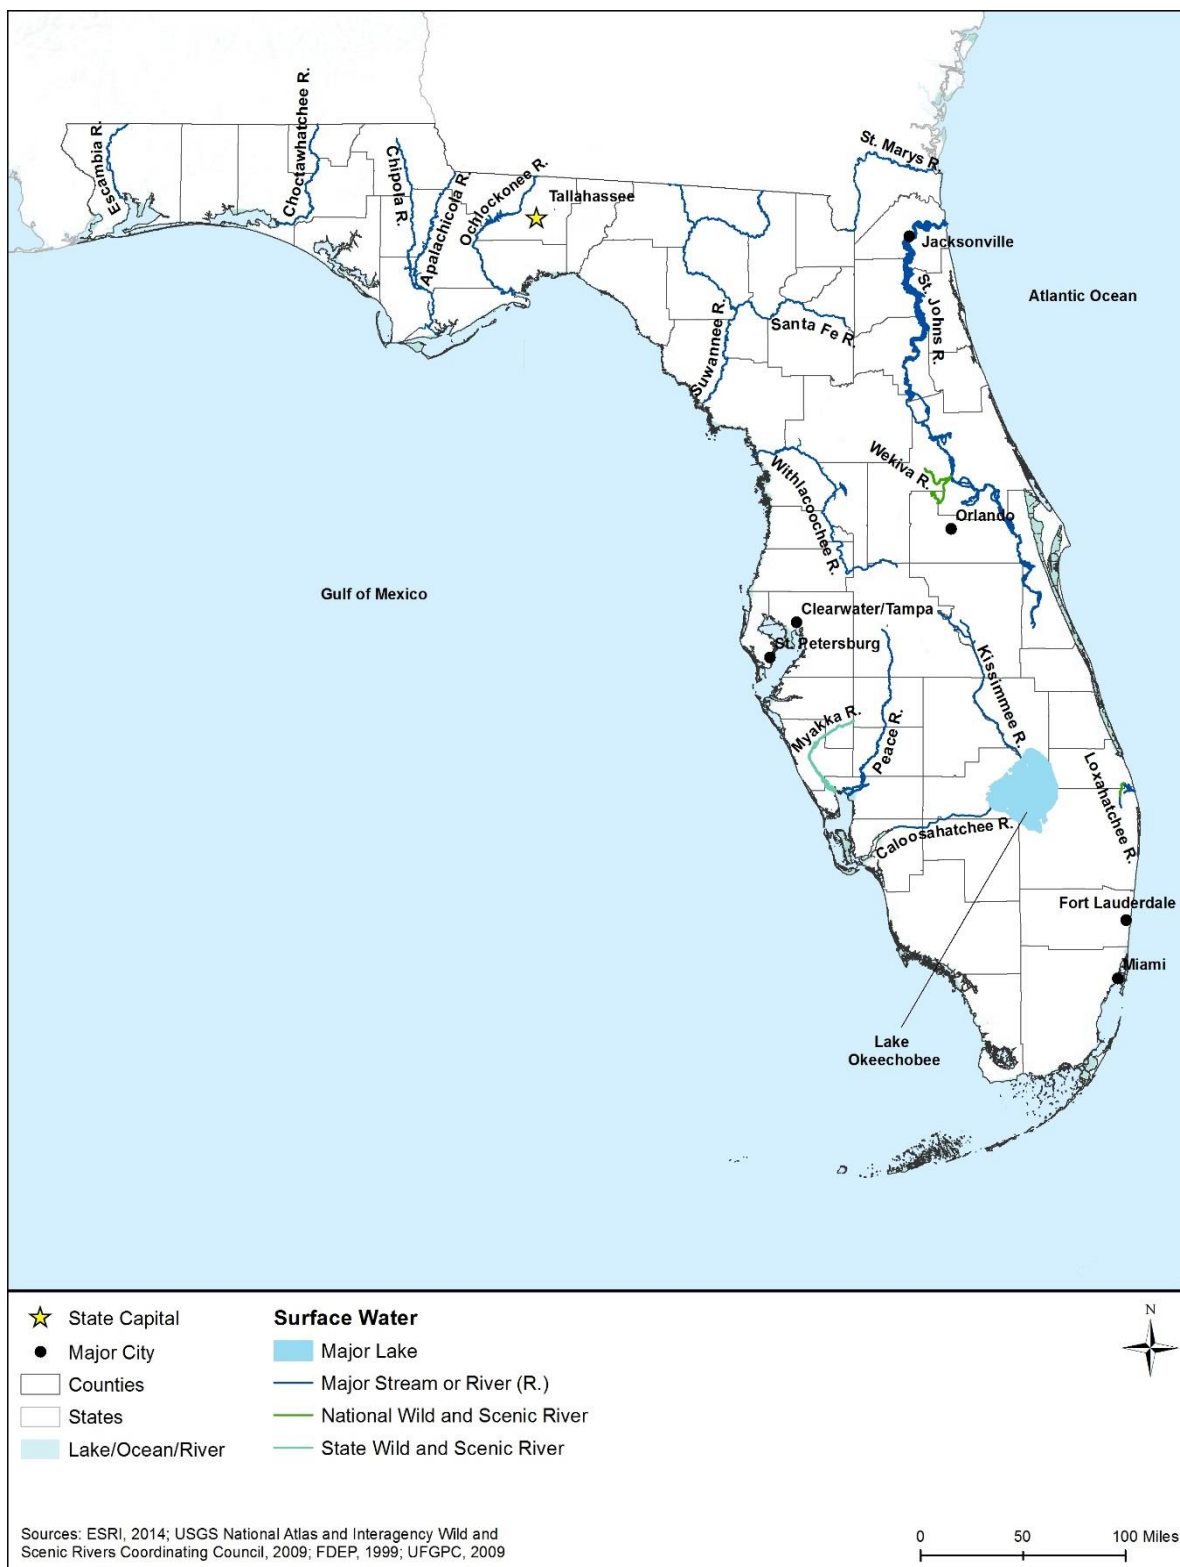 Escambia R.
Choctawhatchee R.
Chipola R.
Apalachicola R.
Ochlockonee R.
Tallahassee
St. Marys R.
Jacksonville
St. Johns R.
Atlantic Ocean
Suwannee R.
Santa Fe R.
Withlacoochee R.
Wekiva R.
Orlando
Gulf of Mexico
Clearwater/Tampa
St. Petersburg
Kissimmee R.
Myakka R.
Peace R.
Loxahatchee R.
Caloosahatchee R.
Fort Lauderdale
Miami
Lake
Okeechobee
State Capital
Major City
Counties
States
Lake/Ocean/River
Surface Water
Major Lake
Major Stream or River (R.)
National Wild and Scenic River
State Wild and Scenic River
N
Sources: ESRI, 2014; USGS National Atlas and Interagency Wild and
Scenic Rivers Coordinating Council, 2009; FDEP, 1999; UFGPC, 2009
0 50 100 Miles